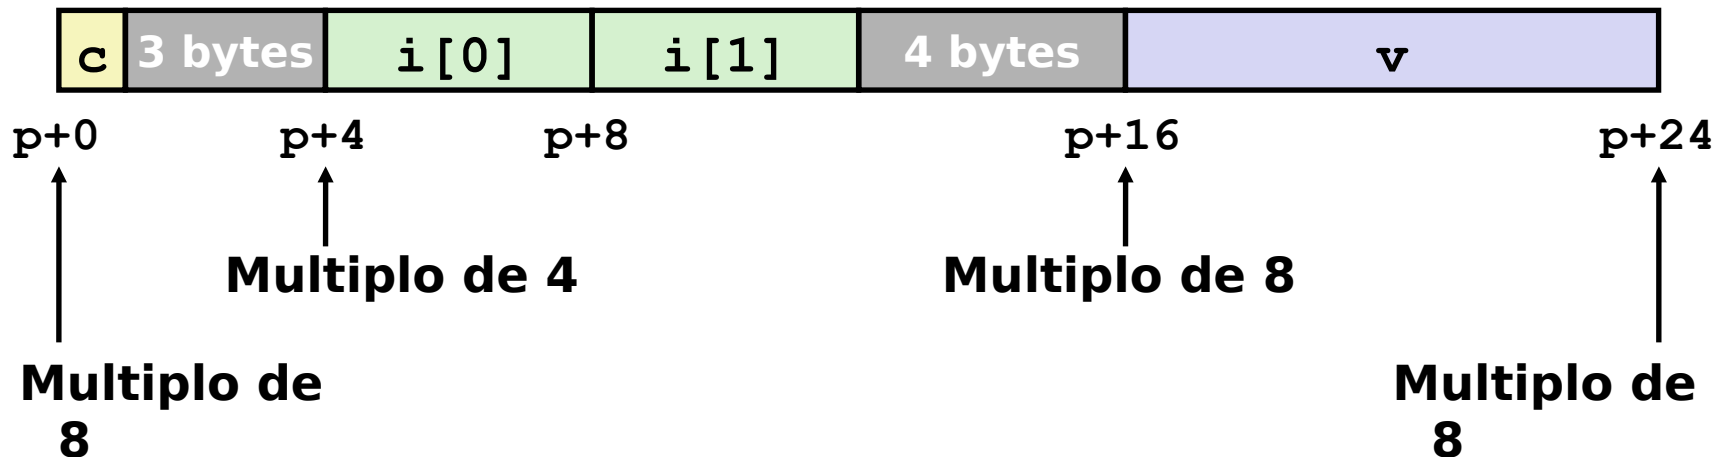 c 3 bytes i[0] i[1] 4 bytes v
p+0 p+4 p+8 p+16 p+24
Multiplo de 4 Multiplo de 8
Multiplo de Multiplo de
8 8